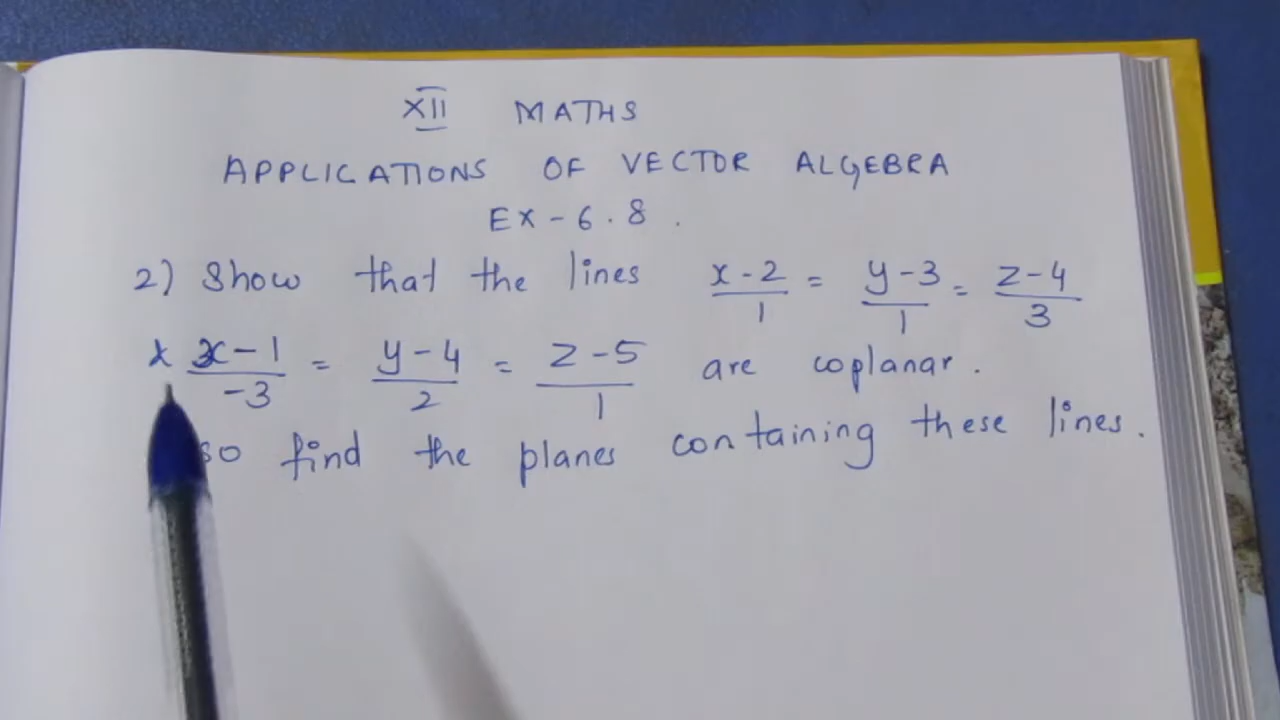 XII MATHS
APPLICATIONS OF VECTOR ALGEBRA
EX-6.8.
2) Show that the lines x-2/1 = y-3/1 = z-4/3
& x-1/-3 = y-4/2 = z-5/1 are coplanar.
so find the planes containing these lines.